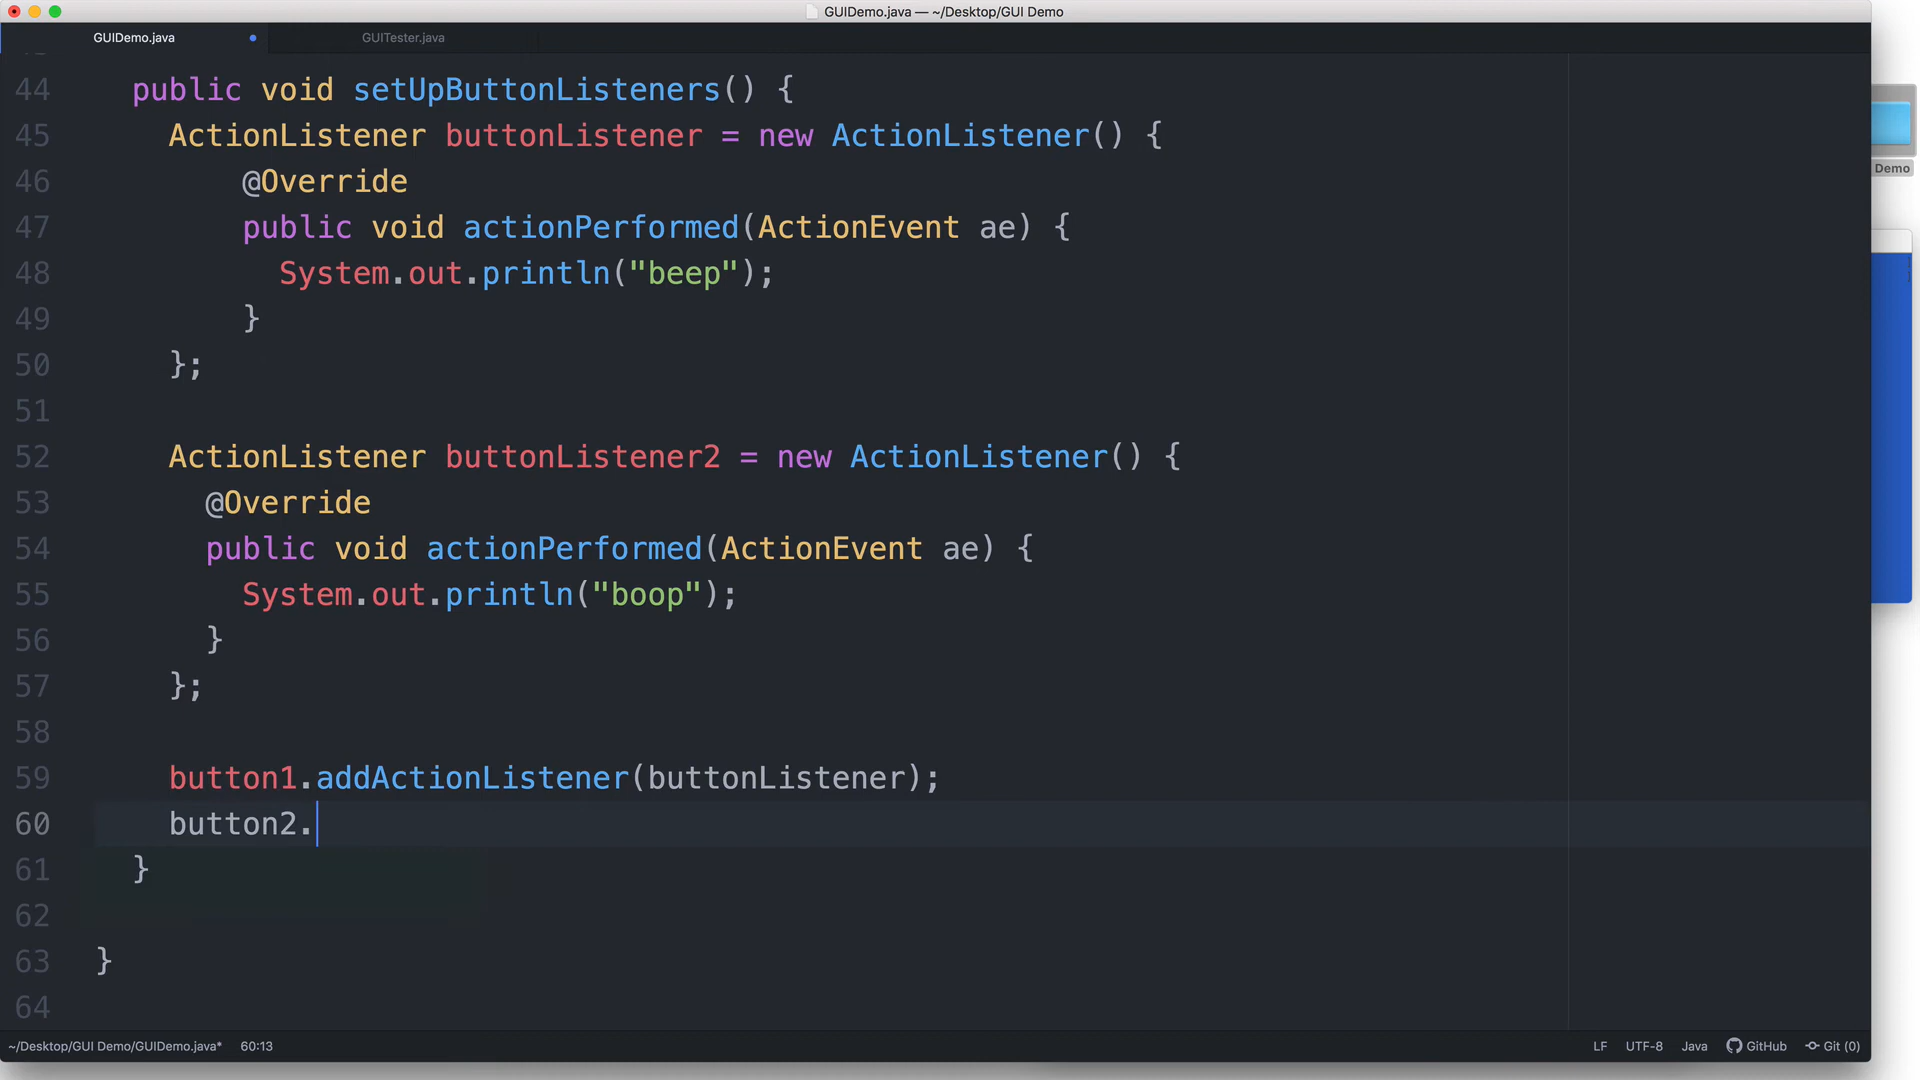 GUIDemo.java — ~/Desktop/GUI Demo
GUIDemo.java
GUITester.java
44 public void setUpButtonListeners() {
45 ActionListener buttonListener = new ActionListener() {
46 @Override
47 public void actionPerformed(ActionEvent ae) {
48 System.out.println("beep");
49 }
50 };
51
52 ActionListener buttonListener2 = new ActionListener() {
53 @Override
54 public void actionPerformed(ActionEvent ae) {
55 System.out.println("boop");
56 }
57 };
58
59 button1.addActionListener(buttonListener);
60 button2.
61 }
62
63 }
64
Demo
~/Desktop/GUI Demo/GUIDemo.java* 60:13 LF UTF-8 Java GitHub Git (0)